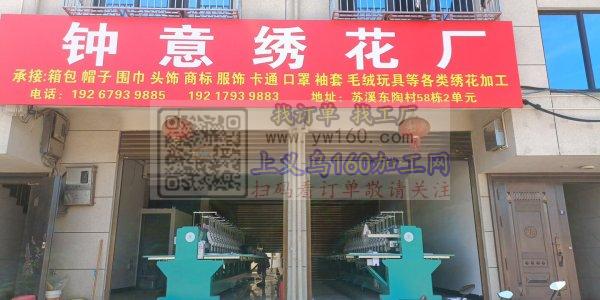 钟意绣花厂
承接:箱包 帽子 围巾 头饰 商标 服饰 卡通 口罩 袖套 毛绒玩具等各类绣花加工
电话: 192 6793 9885 192 1793 9883 地址: 苏溪东陶村58栋2单元
找订单 找工厂
www.yw160.com
上义乌160加工网
扫码看订单敬请关注